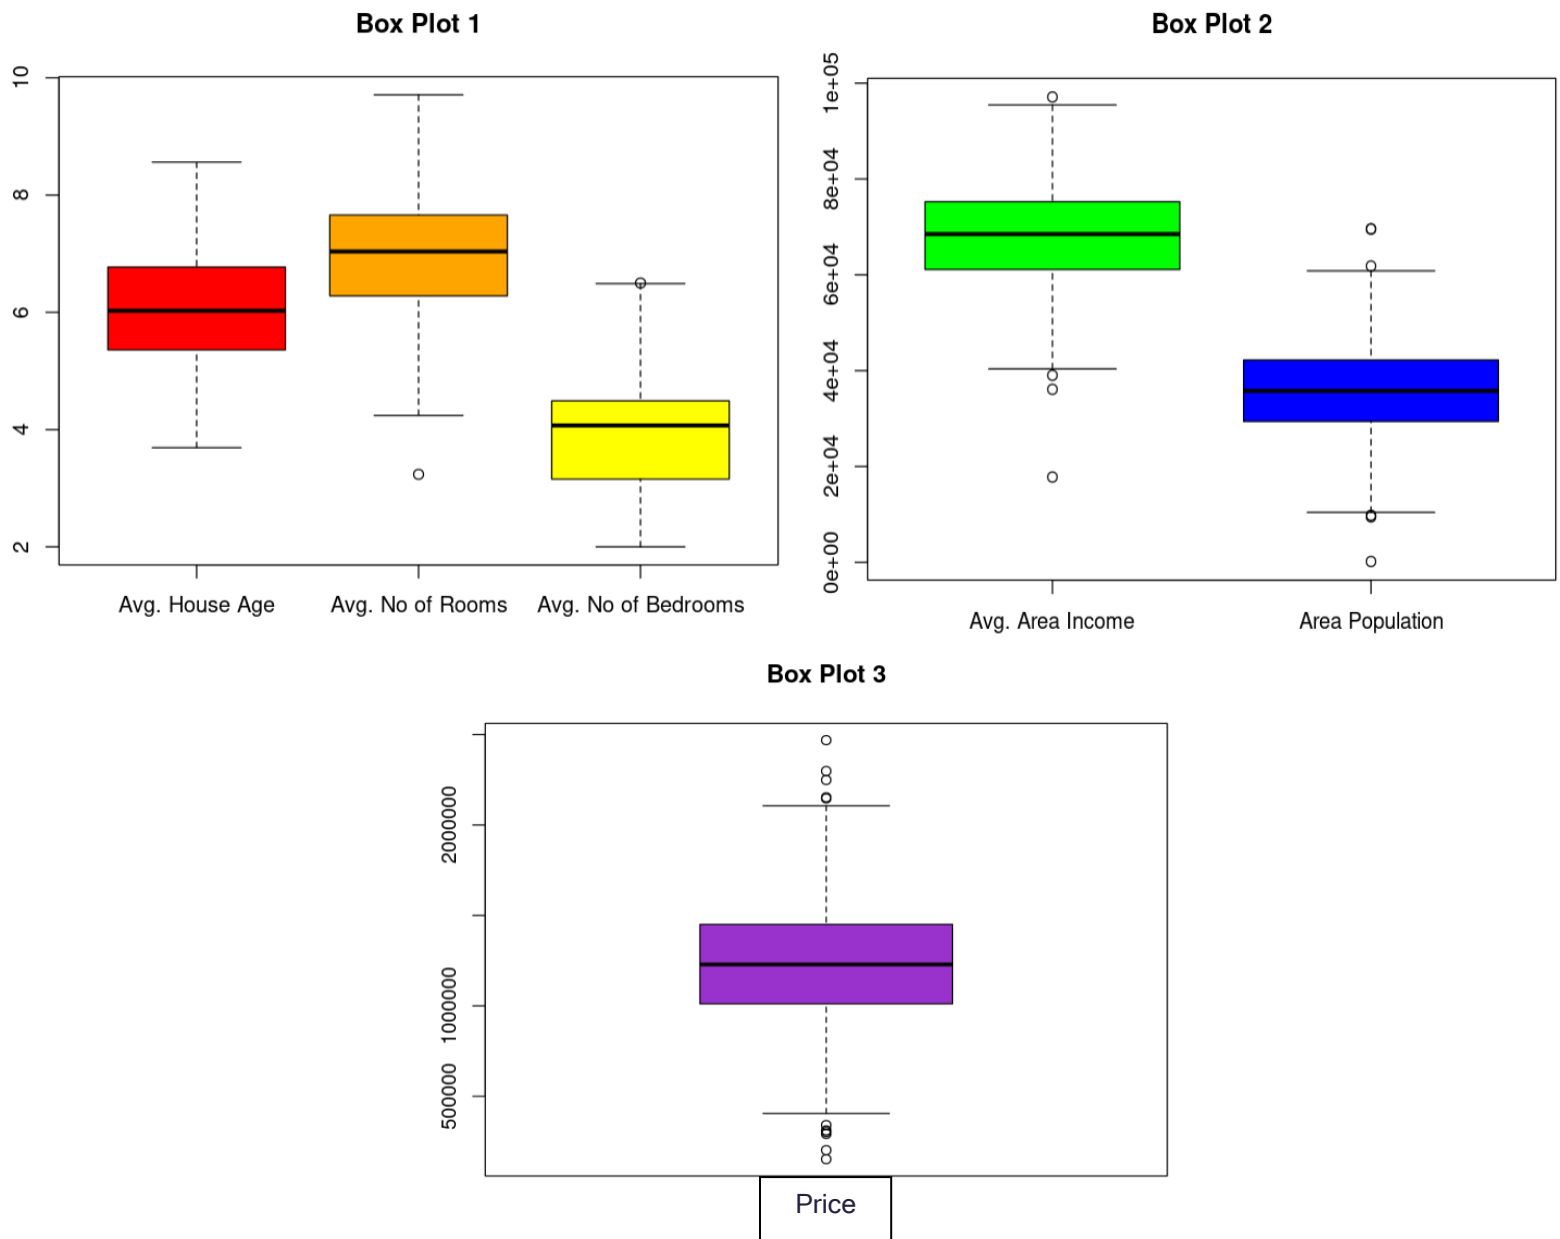 Box Plot 1
10
8
6
4
2
Avg. House Age
Avg. No of Rooms
Avg. No of Bedrooms
Box Plot 2
1e+05
8e+04
6e+04
4e+04
2e+04
0e+00
Avg. Area Income
Area Population
Box Plot 3
2000000
1000000
500000
Price